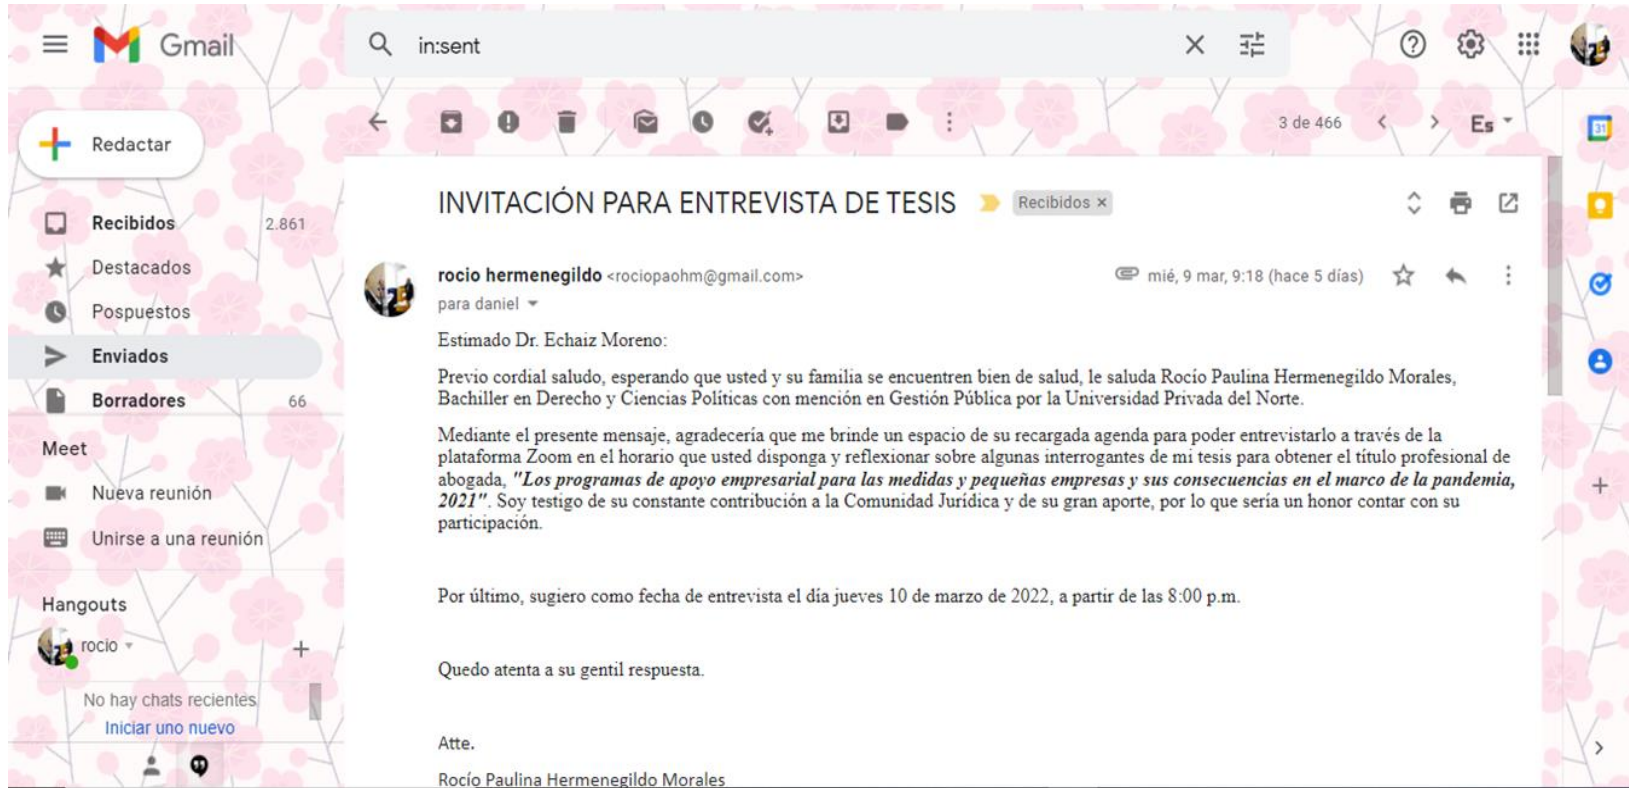 Gmail
in:sent
Redactar
3 de 466
Es
31
Recibidos 2.861
Destacados
Pospuestos
Enviados
Borradores 66
Meet
Nueva reunión
Unirse a una reunión
Hangouts
rocio
No hay chats recientes
Iniciar uno nuevo
INVITACIÓN PARA ENTREVISTA DE TESIS
Recibidos ×
rocio hermenegildo <rociopaohm@gmail.com>
mié, 9 mar, 9:18 (hace 5 días)
para daniel
Estimado Dr. Echaiz Moreno:
Previo cordial saludo, esperando que usted y su familia se encuentren bien de salud, le saluda Rocío Paulina Hermenegildo Morales,
Bachiller en Derecho y Ciencias Políticas con mención en Gestión Pública por la Universidad Privada del Norte.
Mediante el presente mensaje, agradecería que me brinde un espacio de su recargada agenda para poder entrevistarlo a través de la
plataforma Zoom en el horario que usted disponga y reflexionar sobre algunas interrogantes de mi tesis para obtener el título profesional de
abogada, "Los programas de apoyo empresarial para las medidas y pequeñas empresas y sus consecuencias en el marco de la pandemia,
2021". Soy testigo de su constante contribución a la Comunidad Jurídica y de su gran aporte, por lo que sería un honor contar con su
participación.
Por último, sugiero como fecha de entrevista el día jueves 10 de marzo de 2022, a partir de las 8:00 p.m.
Quedo atenta a su gentil respuesta.
Atte.
Rocío Paulina Hermenegildo Morales